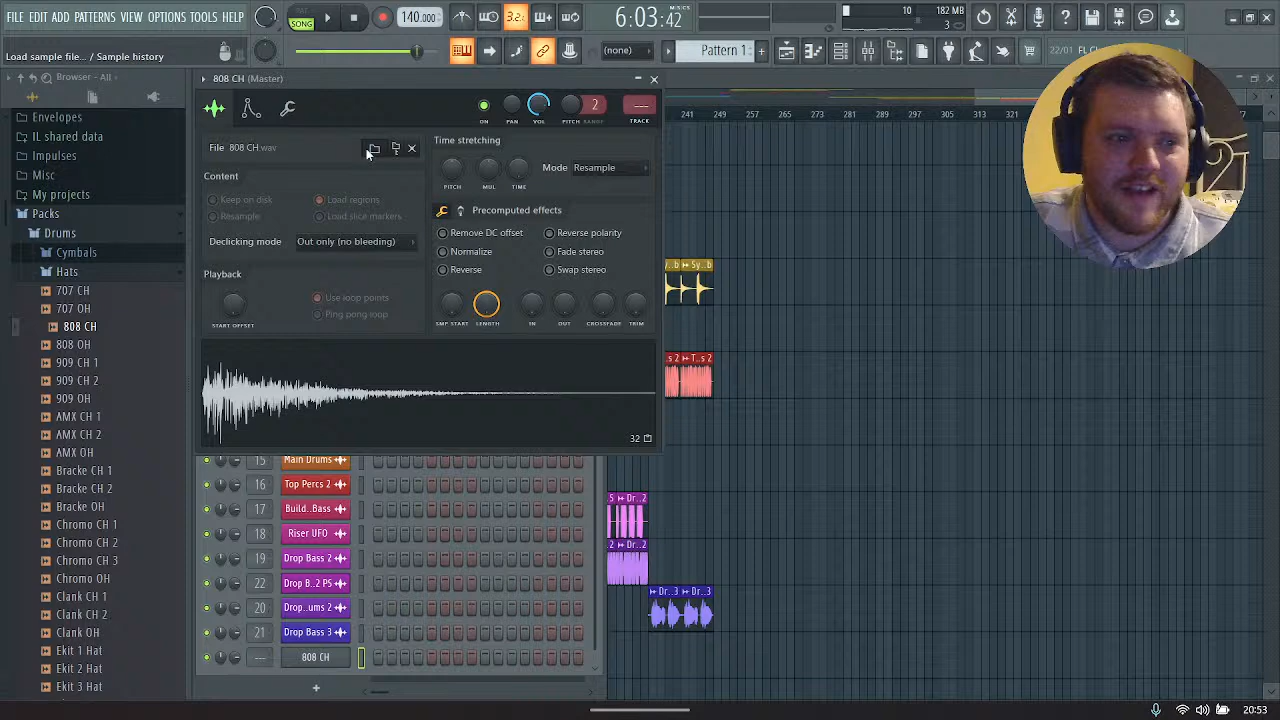 FILE EDIT ADD PATTERNS VIEW OPTIONS TOOLS HELP
Load sample file... / Sample history
SONG
140.000
3.2
6:03:42
M:S:CS
10
182 MB
3
(none)
Pattern 1
22/01 FL
Browser - All
Envelopes
IL shared data
Impulses
Misc
My projects
Packs
Drums
Cymbals
Hats
707 CH
707 OH
808 CH
808 OH
909 CH 1
909 CH 2
909 OH
AMX CH 1
AMX CH 2
AMX OH
Bracke CH 1
Bracke CH 2
Bracke OH
Chromo CH 1
Chromo CH 2
Chromo CH 3
Chromo OH
Clank CH 1
Clank CH 2
Clank OH
Ekit 1 Hat
Ekit 2 Hat
Ekit 3 Hat
808 CH (Master)
ON
PAN
VOL
PITCH
RANGE
2
TRACK
File 808 CH.wav
Content
Keep on disk
Load regions
Resample
Load slice markers
Declicking mode
Out only (no bleeding)
Playback
START OFFSET
Use loop points
Ping pong loop
Time stretching
PITCH
MUL
TIME
Mode
Resample
Precomputed effects
Remove DC offset
Reverse polarity
Normalize
Fade stereo
Reverse
Swap stereo
SMP START
LENGTH
IN
OUT
CROSSFADE
TRIM
32
15
Main Drums
16
Top Percs 2
17
Build..Bass
18
Riser UFO
19
Drop Bass 2
22
Drop B..2 PS
20
Drop..ums 2
21
Drop Bass 3
---
808 CH
241 249 257 265 273 281 289 297 305 313 321
..b Sy..b
..s 2 T..s 2
..5 Dr..2
..2 Dr..2
Dr..3 Dr..3
20:53